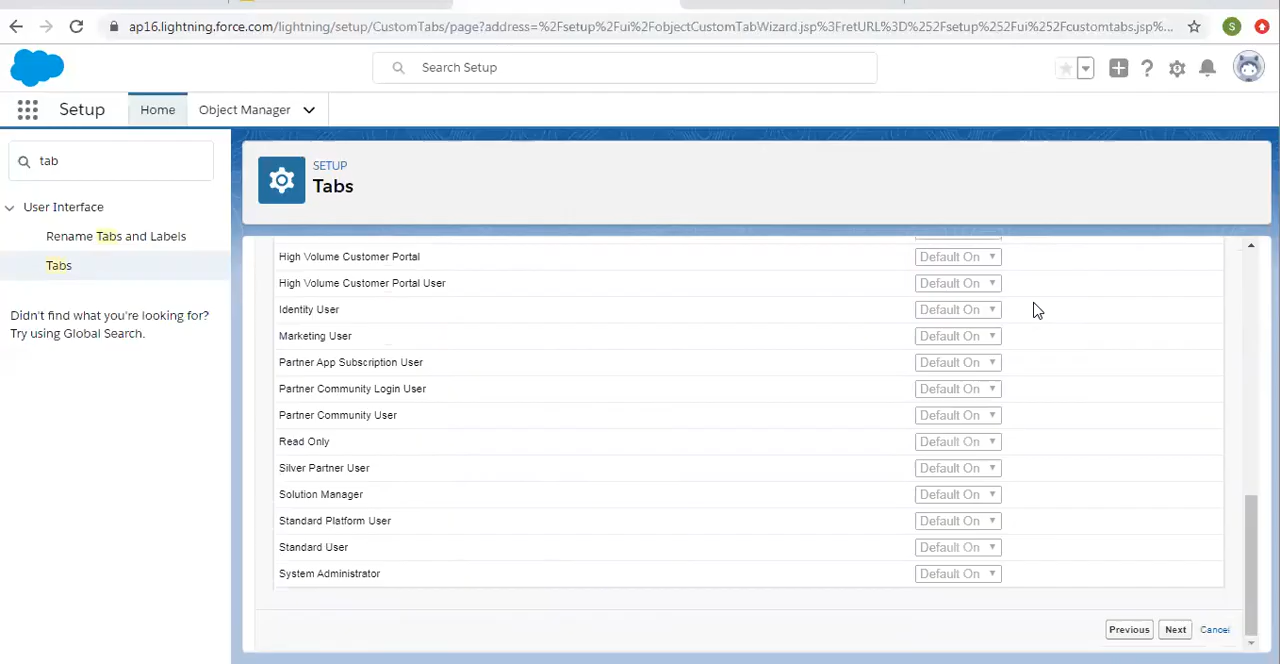 ap16.lightning.force.com/lightning/setup/CustomTabs/page?address=%2Fsetup%2Fui%2FobjectCustomTabWizard.jsp%3FretURL%3D%252Fsetup%252Fui%252Fcustomtabs.jsp%...
S
Search Setup
Setup
Home
Object Manager
tab
User Interface
Rename Tabs and Labels
Tabs
Didn't find what you're looking for?
Try using Global Search.
SETUP
Tabs
High Volume Customer Portal Default On
High Volume Customer Portal User Default On
Identity User Default On
Marketing User Default On
Partner App Subscription User Default On
Partner Community Login User Default On
Partner Community User Default On
Read Only Default On
Silver Partner User Default On
Solution Manager Default On
Standard Platform User Default On
Standard User Default On
System Administrator Default On
Previous Next Cancel